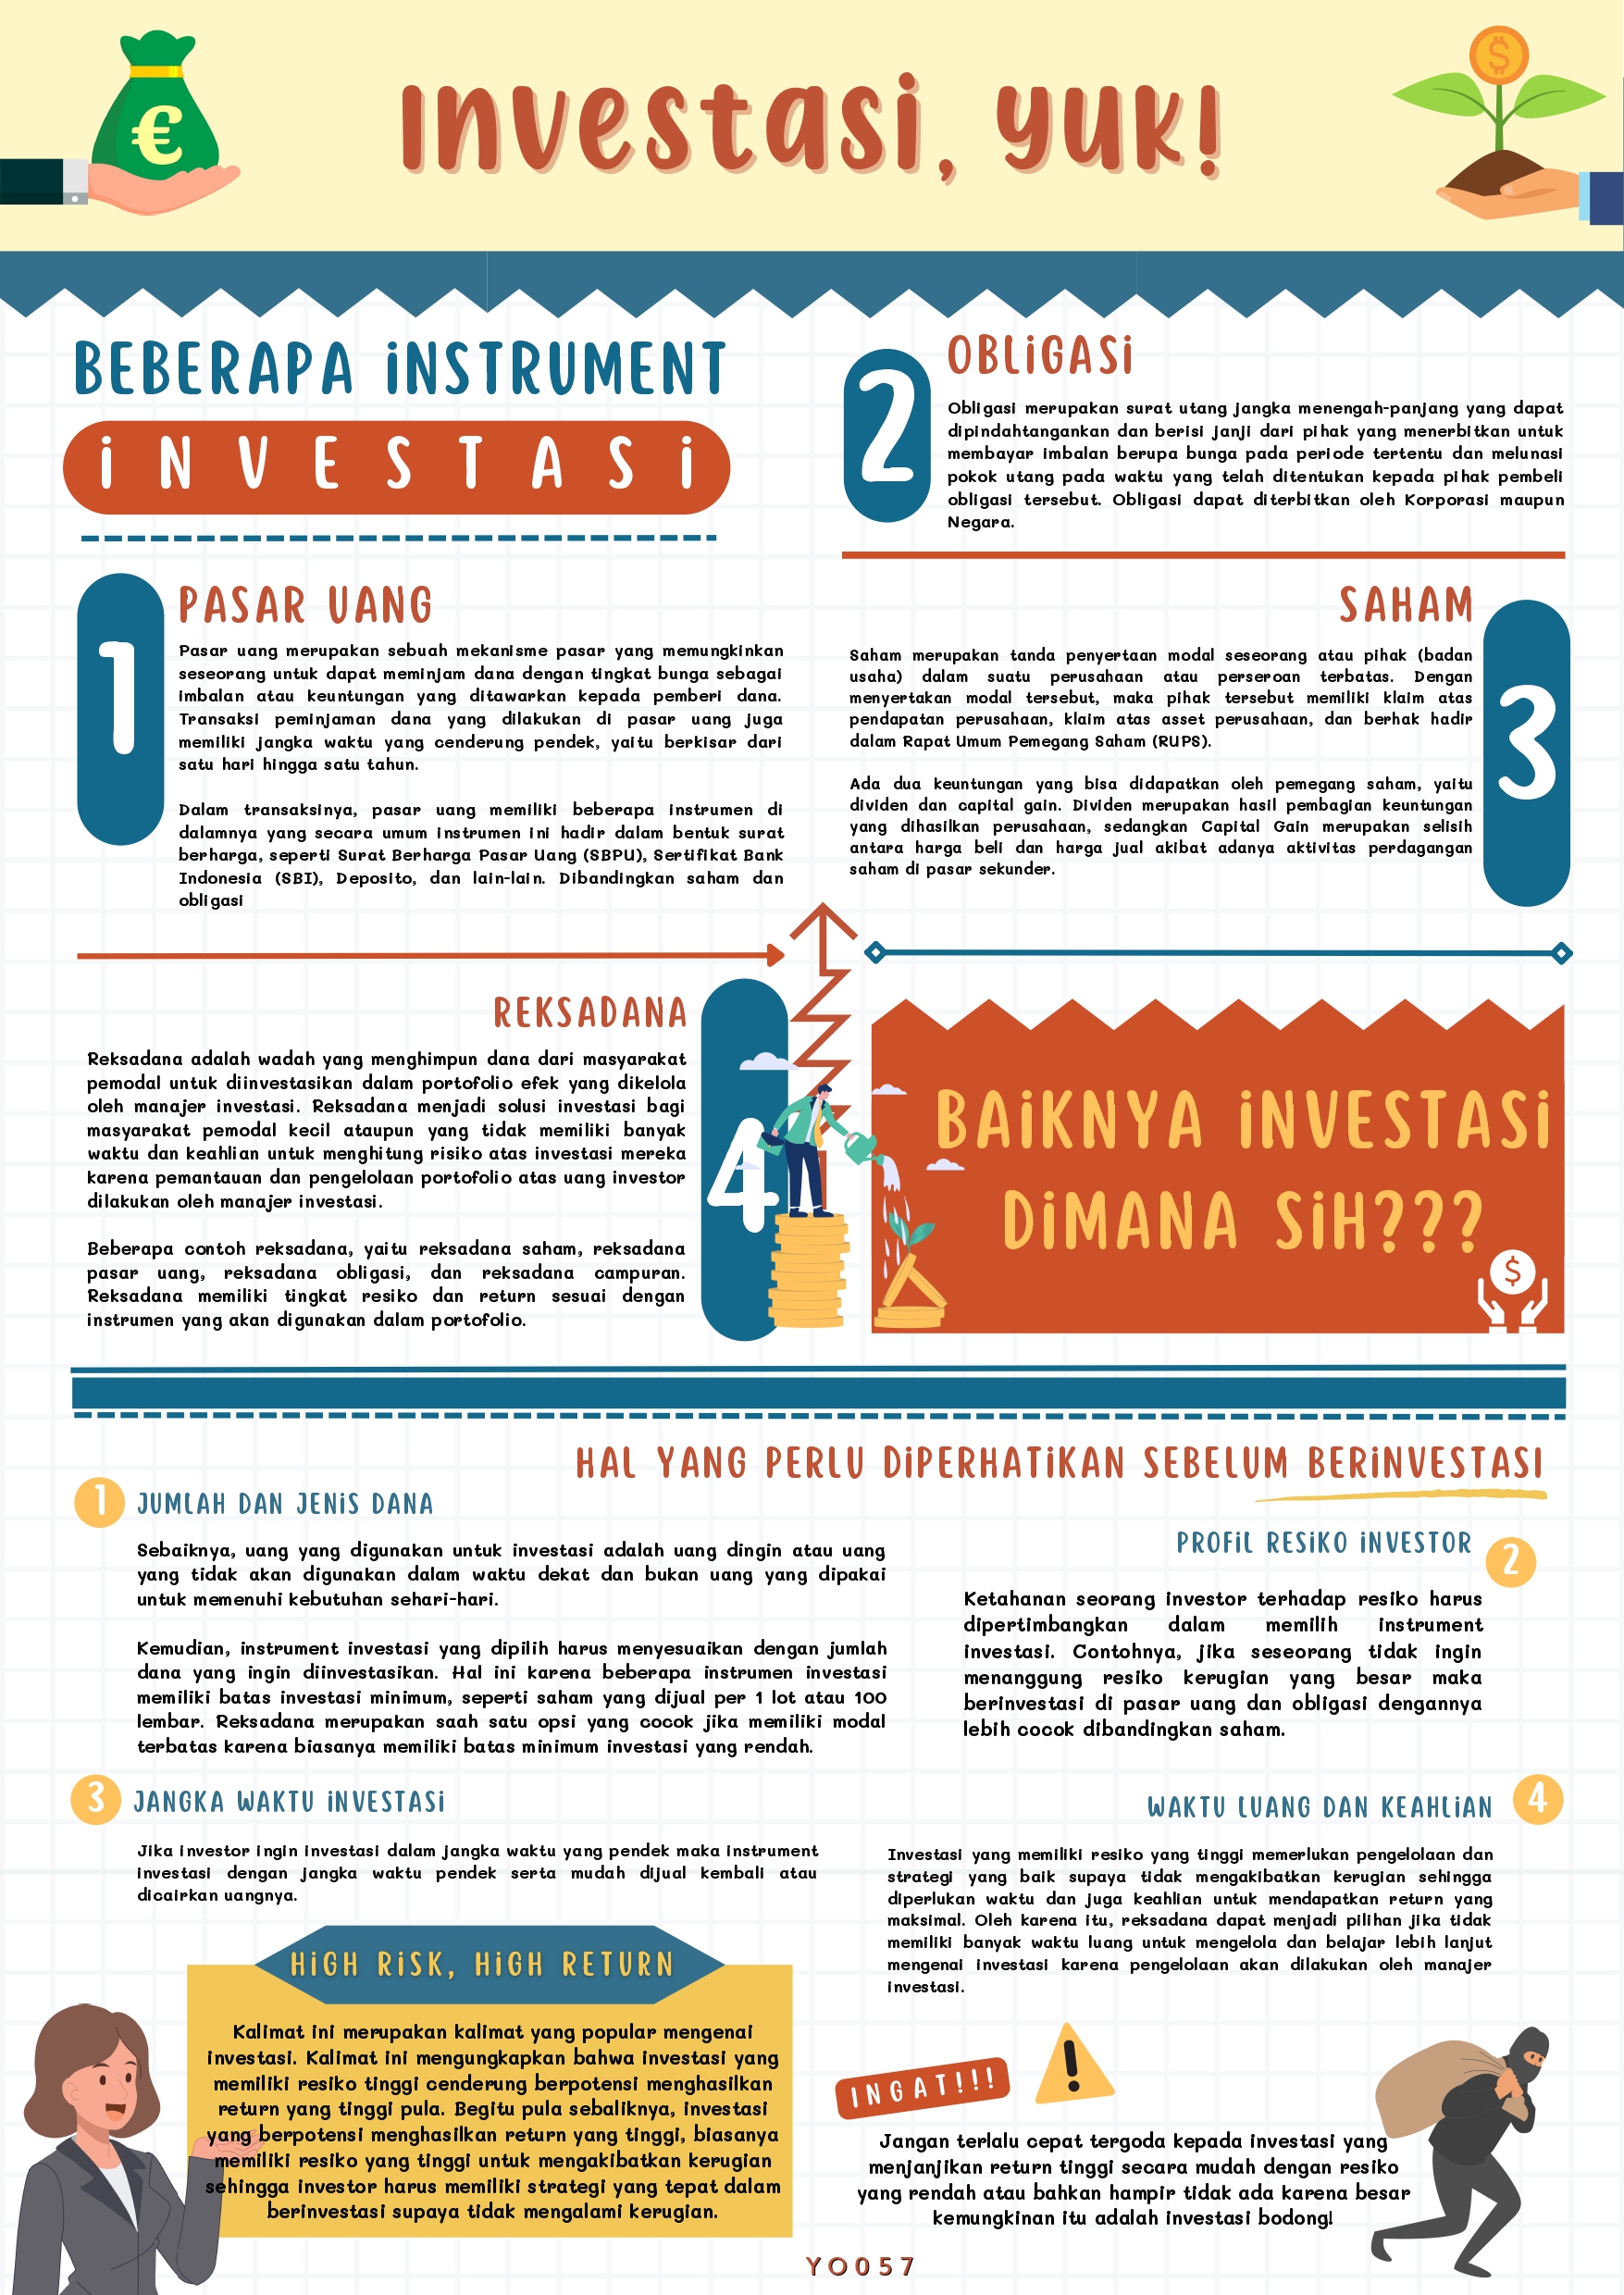 Investasi, yuk!
BEBERAPA INSTRUMENT
INVESTASI
1
PASAR UANG
Pasar uang merupakan sebuah mekanisme pasar yang memungkinkan
seseorang untuk dapat meminjam dana dengan tingkat bunga sebagai
imbalan atau keuntungan yang ditawarkan kepada pemberi dana.
Transaksi peminjaman dana yang dilakukan di pasar uang juga
memiliki jangka waktu yang cenderung pendek, yaitu berkisar dari
satu hari hingga satu tahun.
Dalam transaksinya, pasar uang memiliki beberapa instrumen di
dalamnya yang secara umum instrumen ini hadir dalam bentuk surat
berharga, seperti Surat Berharga Pasar Uang (SBPU), Sertifikat Bank
Indonesia (SBI), Deposito, dan lain-lain. Dibandingkan saham dan
obligasi
2
OBLIGASI
Obligasi merupakan surat utang jangka menengah-panjang yang dapat
dipindahtangankan dan berisi janji dari pihak yang menerbitkan untuk
membayar imbalan berupa bunga pada periode tertentu dan melunasi
pokok utang pada waktu yang telah ditentukan kepada pihak pembeli
obligasi tersebut. Obligasi dapat diterbitkan oleh Korporasi maupun
Negara.
SAHAM
3
Saham merupakan tanda penyertaan modal seseorang atau pihak (badan
usaha) dalam suatu perusahaan atau perseroan terbatas. Dengan
menyertakan modal tersebut, maka pihak tersebut memiliki klaim atas
pendapatan perusahaan, klaim atas asset perusahaan, dan berhak hadir
dalam Rapat Umum Pemegang Saham (RUPS).
Ada dua keuntungan yang bisa didapatkan oleh pemegang saham, yaitu
dividen dan capital gain. Dividen merupakan hasil pembagian keuntungan
yang dihasilkan perusahaan, sedangkan Capital Gain merupakan selisih
antara harga beli dan harga jual akibat adanya aktivitas perdagangan
saham di pasar sekunder.
REKSADANA
4
Reksadana adalah wadah yang menghimpun dana dari masyarakat
pemodal untuk diinvestasikan dalam portofolio efek yang dikelola
oleh manajer investasi. Reksadana menjadi solusi investasi bagi
masyarakat pemodal kecil ataupun yang tidak memiliki banyak
waktu dan keahlian untuk menghitung risiko atas investasi mereka
karena pemantauan dan pengelolaan portofolio atas uang investor
dilakukan oleh manajer investasi.
Beberapa contoh reksadana, yaitu reksadana saham, reksadana
pasar uang, reksadana obligasi, dan reksadana campuran.
Reksadana memiliki tingkat resiko dan return sesuai dengan
instrumen yang akan digunakan dalam portofolio.
BAIKNYA INVESTASI
DIMANA SIH???
HAL YANG PERLU DIPERHATIKAN SEBELUM BERINVESTASI
1 JUMLAH DAN JENIS DANA
Sebaiknya, uang yang digunakan untuk investasi adalah uang dingin atau uang
yang tidak akan digunakan dalam waktu dekat dan bukan uang yang dipakai
untuk memenuhi kebutuhan sehari-hari.
Kemudian, instrument investasi yang dipilih harus menyesuaikan dengan jumlah
dana yang ingin diinvestasikan. Hal ini karena beberapa instrumen investasi
memiliki batas investasi minimum, seperti saham yang dijual per 1 lot atau 100
lembar. Reksadana merupakan saah satu opsi yang cocok jika memiliki modal
terbatas karena biasanya memiliki batas minimum investasi yang rendah.
PROFIL RESIKO INVESTOR 2
Ketahanan seorang investor terhadap resiko harus
dipertimbangkan dalam memilih instrument
investasi. Contohnya, jika seseorang tidak ingin
menanggung resiko kerugian yang besar maka
berinvestasi di pasar uang dan obligasi dengannya
lebih cocok dibandingkan saham.
3 JANGKA WAKTU INVESTASI
Jika investor ingin investasi dalam jangka waktu yang pendek maka instrument
investasi dengan jangka waktu pendek serta mudah dijual kembali atau
dicairkan uangnya.
WAKTU LUANG DAN KEAHLIAN 4
Investasi yang memiliki resiko yang tinggi memerlukan pengelolaan dan
strategi yang baik supaya tidak mengakibatkan kerugian sehingga
diperlukan waktu dan juga keahlian untuk mendapatkan return yang
maksimal. Oleh karena itu, reksadana dapat menjadi pilihan jika tidak
memiliki banyak waktu luang untuk mengelola dan belajar lebih lanjut
mengenai investasi karena pengelolaan akan dilakukan oleh manajer
investasi.
HIGH RISK, HIGH RETURN
Kalimat ini merupakan kalimat yang popular mengenai
investasi. Kalimat ini mengungkapkan bahwa investasi yang
memiliki resiko tinggi cenderung berpotensi menghasilkan
return yang tinggi pula. Begitu pula sebaliknya, investasi
yang berpotensi menghasilkan return yang tinggi, biasanya
memiliki resiko yang tinggi untuk mengakibatkan kerugian
sehingga investor harus memiliki strategi yang tepat dalam
berinvestasi supaya tidak mengalami kerugian.
INGAT!!!
Jangan terlalu cepat tergoda kepada investasi yang
menjanjikan return tinggi secara mudah dengan resiko
yang rendah atau bahkan hampir tidak ada karena besar
kemungkinan itu adalah investasi bodong!
YO057